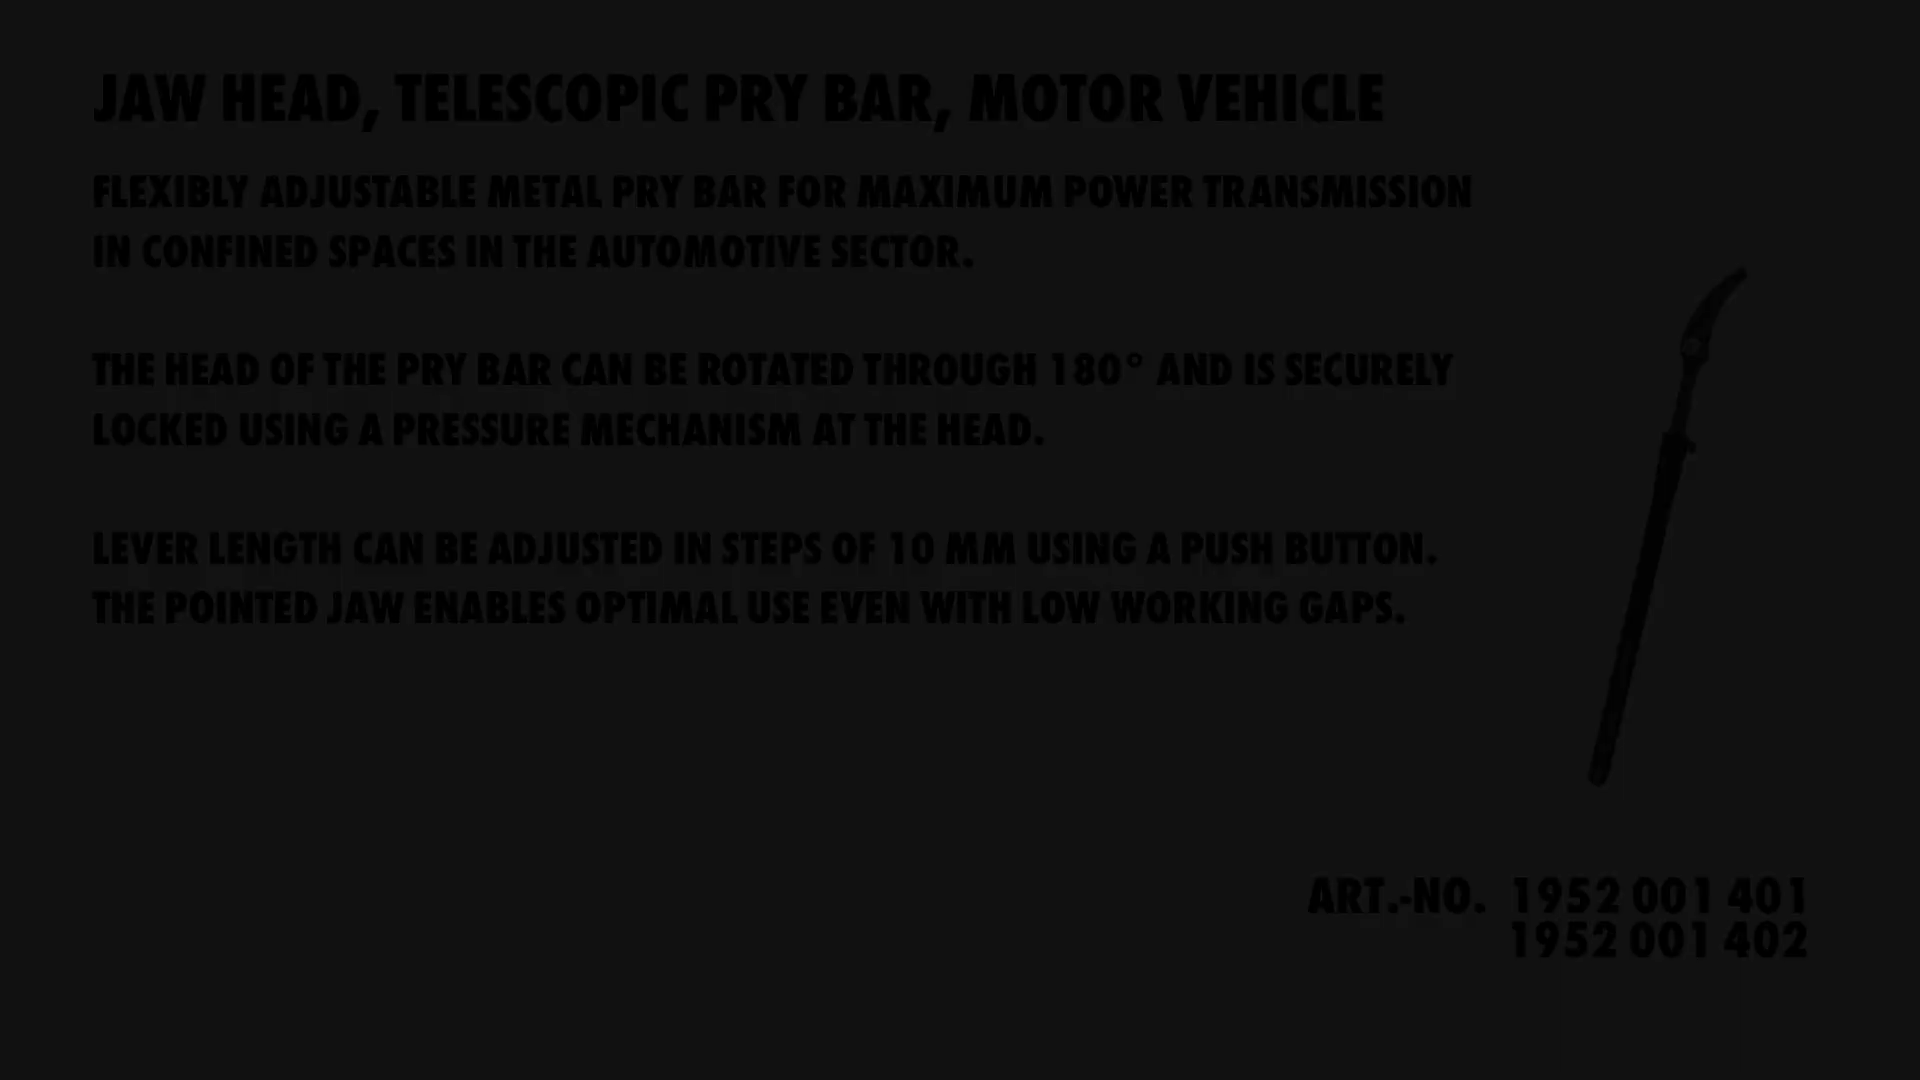 JAW HEAD, TELESCOPIC PRY BAR, MOTOR VEHICLE
FLEXIBLY ADJUSTABLE METAL PRY BAR FOR MAXIMUM POWER TRANSMISSION
IN CONFINED SPACES IN THE AUTOMOTIVE SECTOR.
THE HEAD OF THE PRY BAR CAN BE ROTATED THROUGH 180° AND IS SECURELY
LOCKED USING A PRESSURE MECHANISM AT THE HEAD.
LEVER LENGTH CAN BE ADJUSTED IN STEPS OF 10 MM USING A PUSH BUTTON.
THE POINTED JAW ENABLES OPTIMAL USE EVEN WITH LOW WORKING GAPS.
ART.-NO. 1952 001 401
1952 001 402